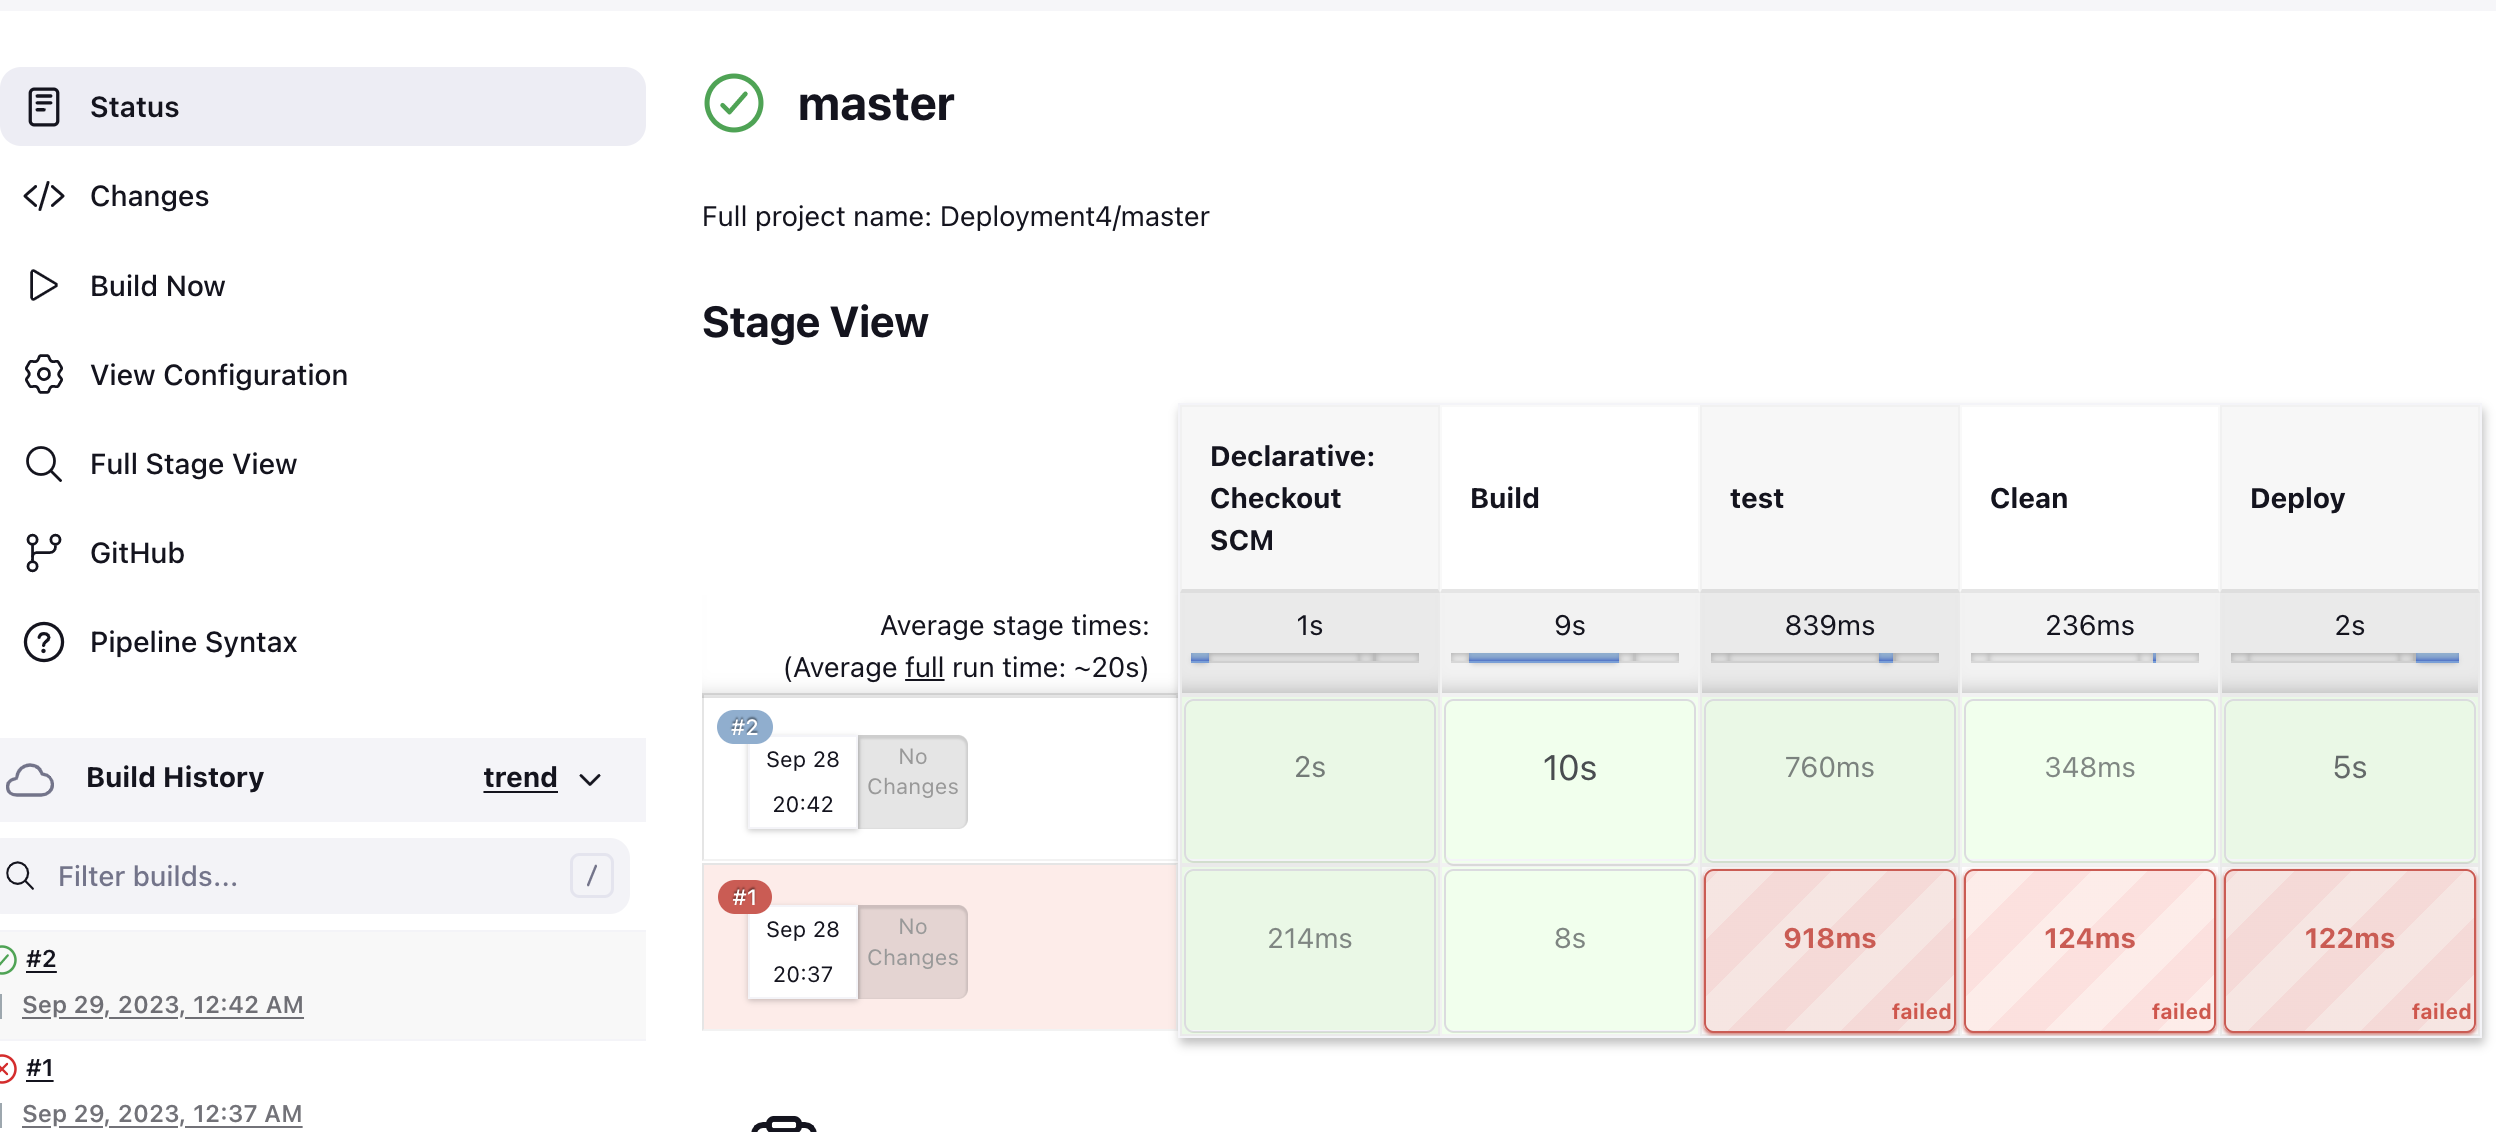 Status
Changes
Build Now
View Configuration
Full Stage View
GitHub
Pipeline Syntax
Build History
trend
Filter builds...
/
#2
Sep 29, 2023, 12:42 AM
#1
Sep 29, 2023, 12:37 AM
master
Full project name: Deployment4/master
Stage View
Declarative:
Checkout
SCM
Build
test
Clean
Deploy
Average stage times:
(Average full run time: ~20s)
1s
9s
839ms
236ms
2s
#2
Sep 28
20:42
No
Changes
2s
10s
760ms
348ms
5s
#1
Sep 28
20:37
No
Changes
214ms
8s
918ms
failed
124ms
failed
122ms
failed